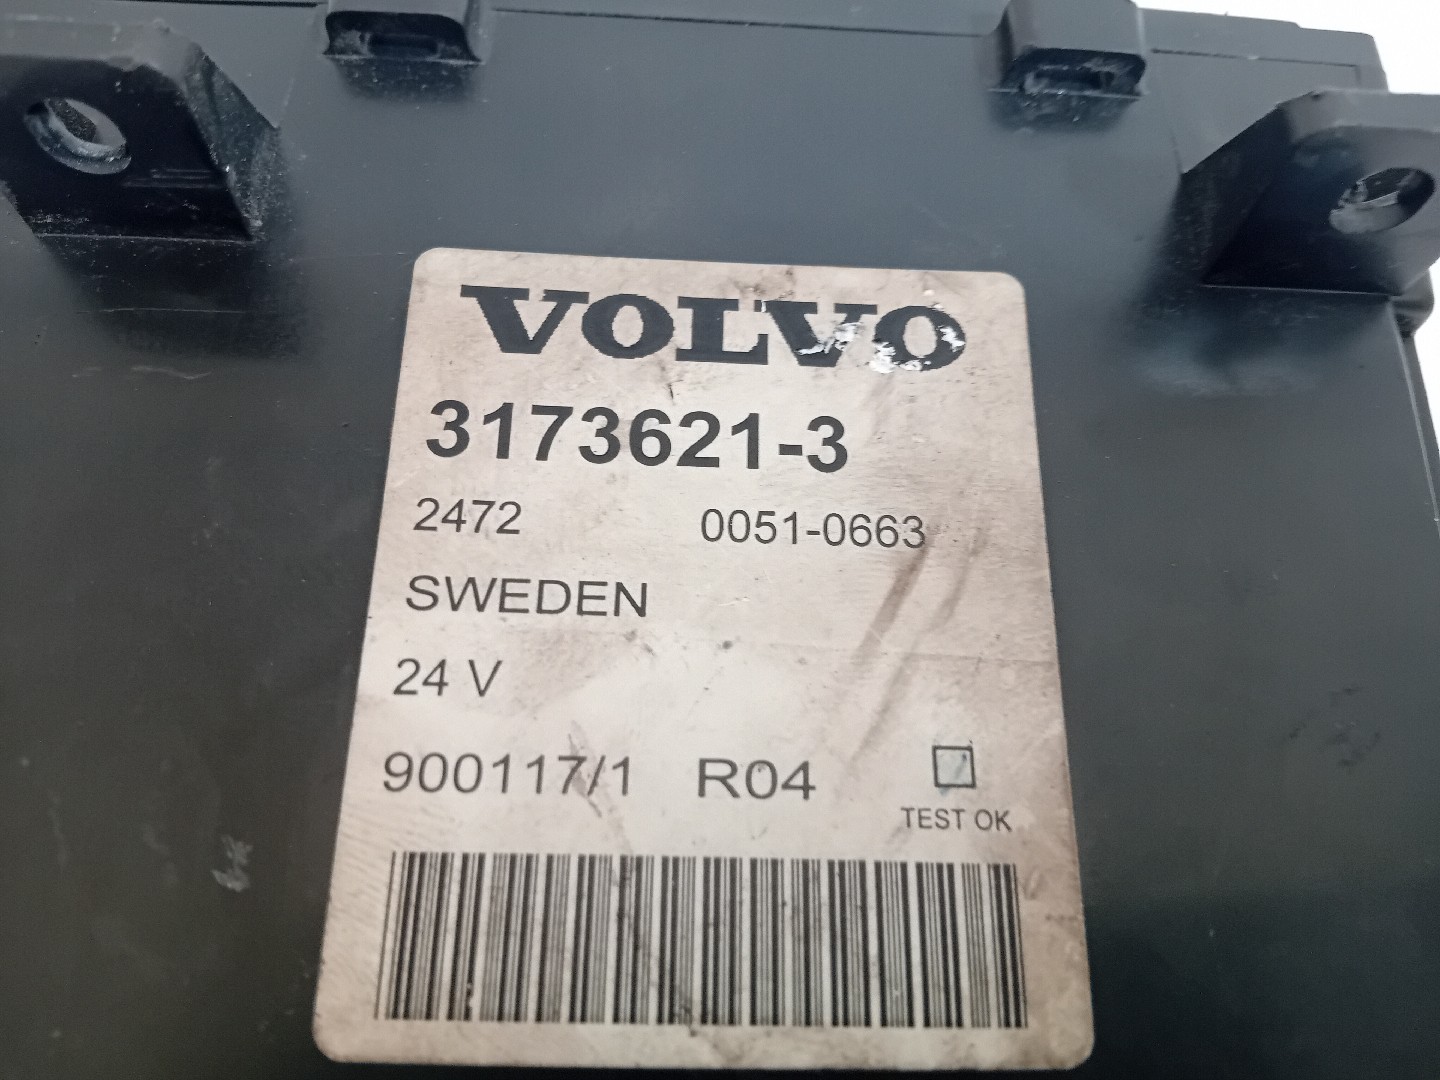 VOLVO
3173621-3
2472 0051-0663
SWEDEN
24 V
900117/1 R04
TEST OK